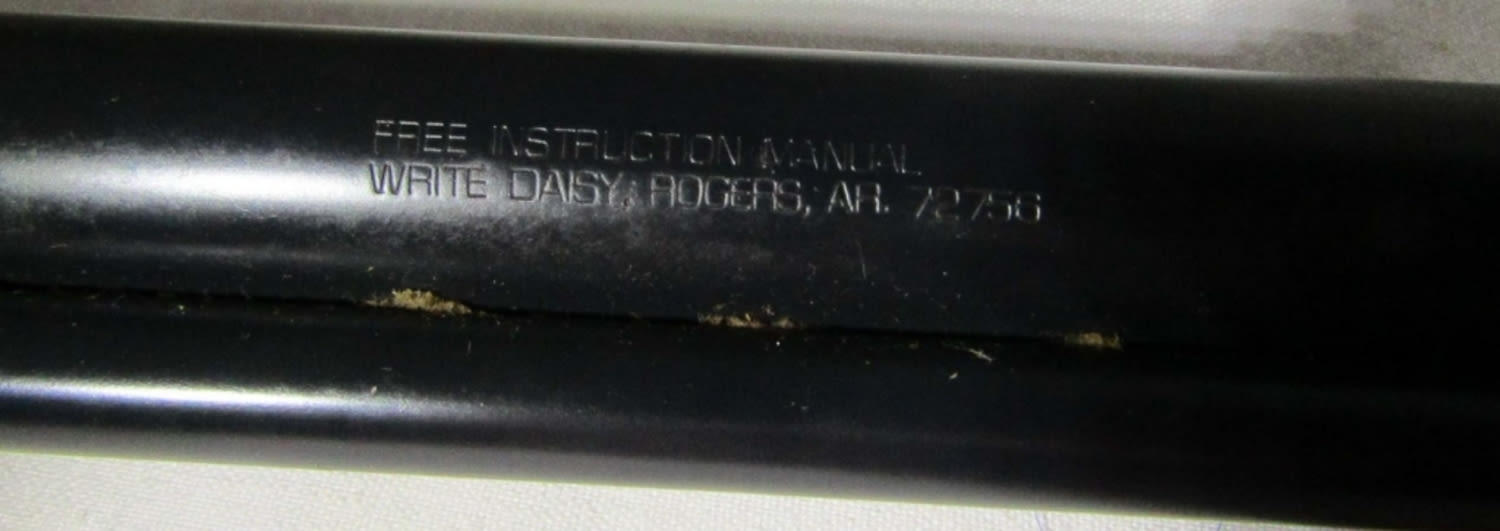 FREE INSTRUCTION MANUAL
WRITE DAISY, ROGERS, AR. 72756